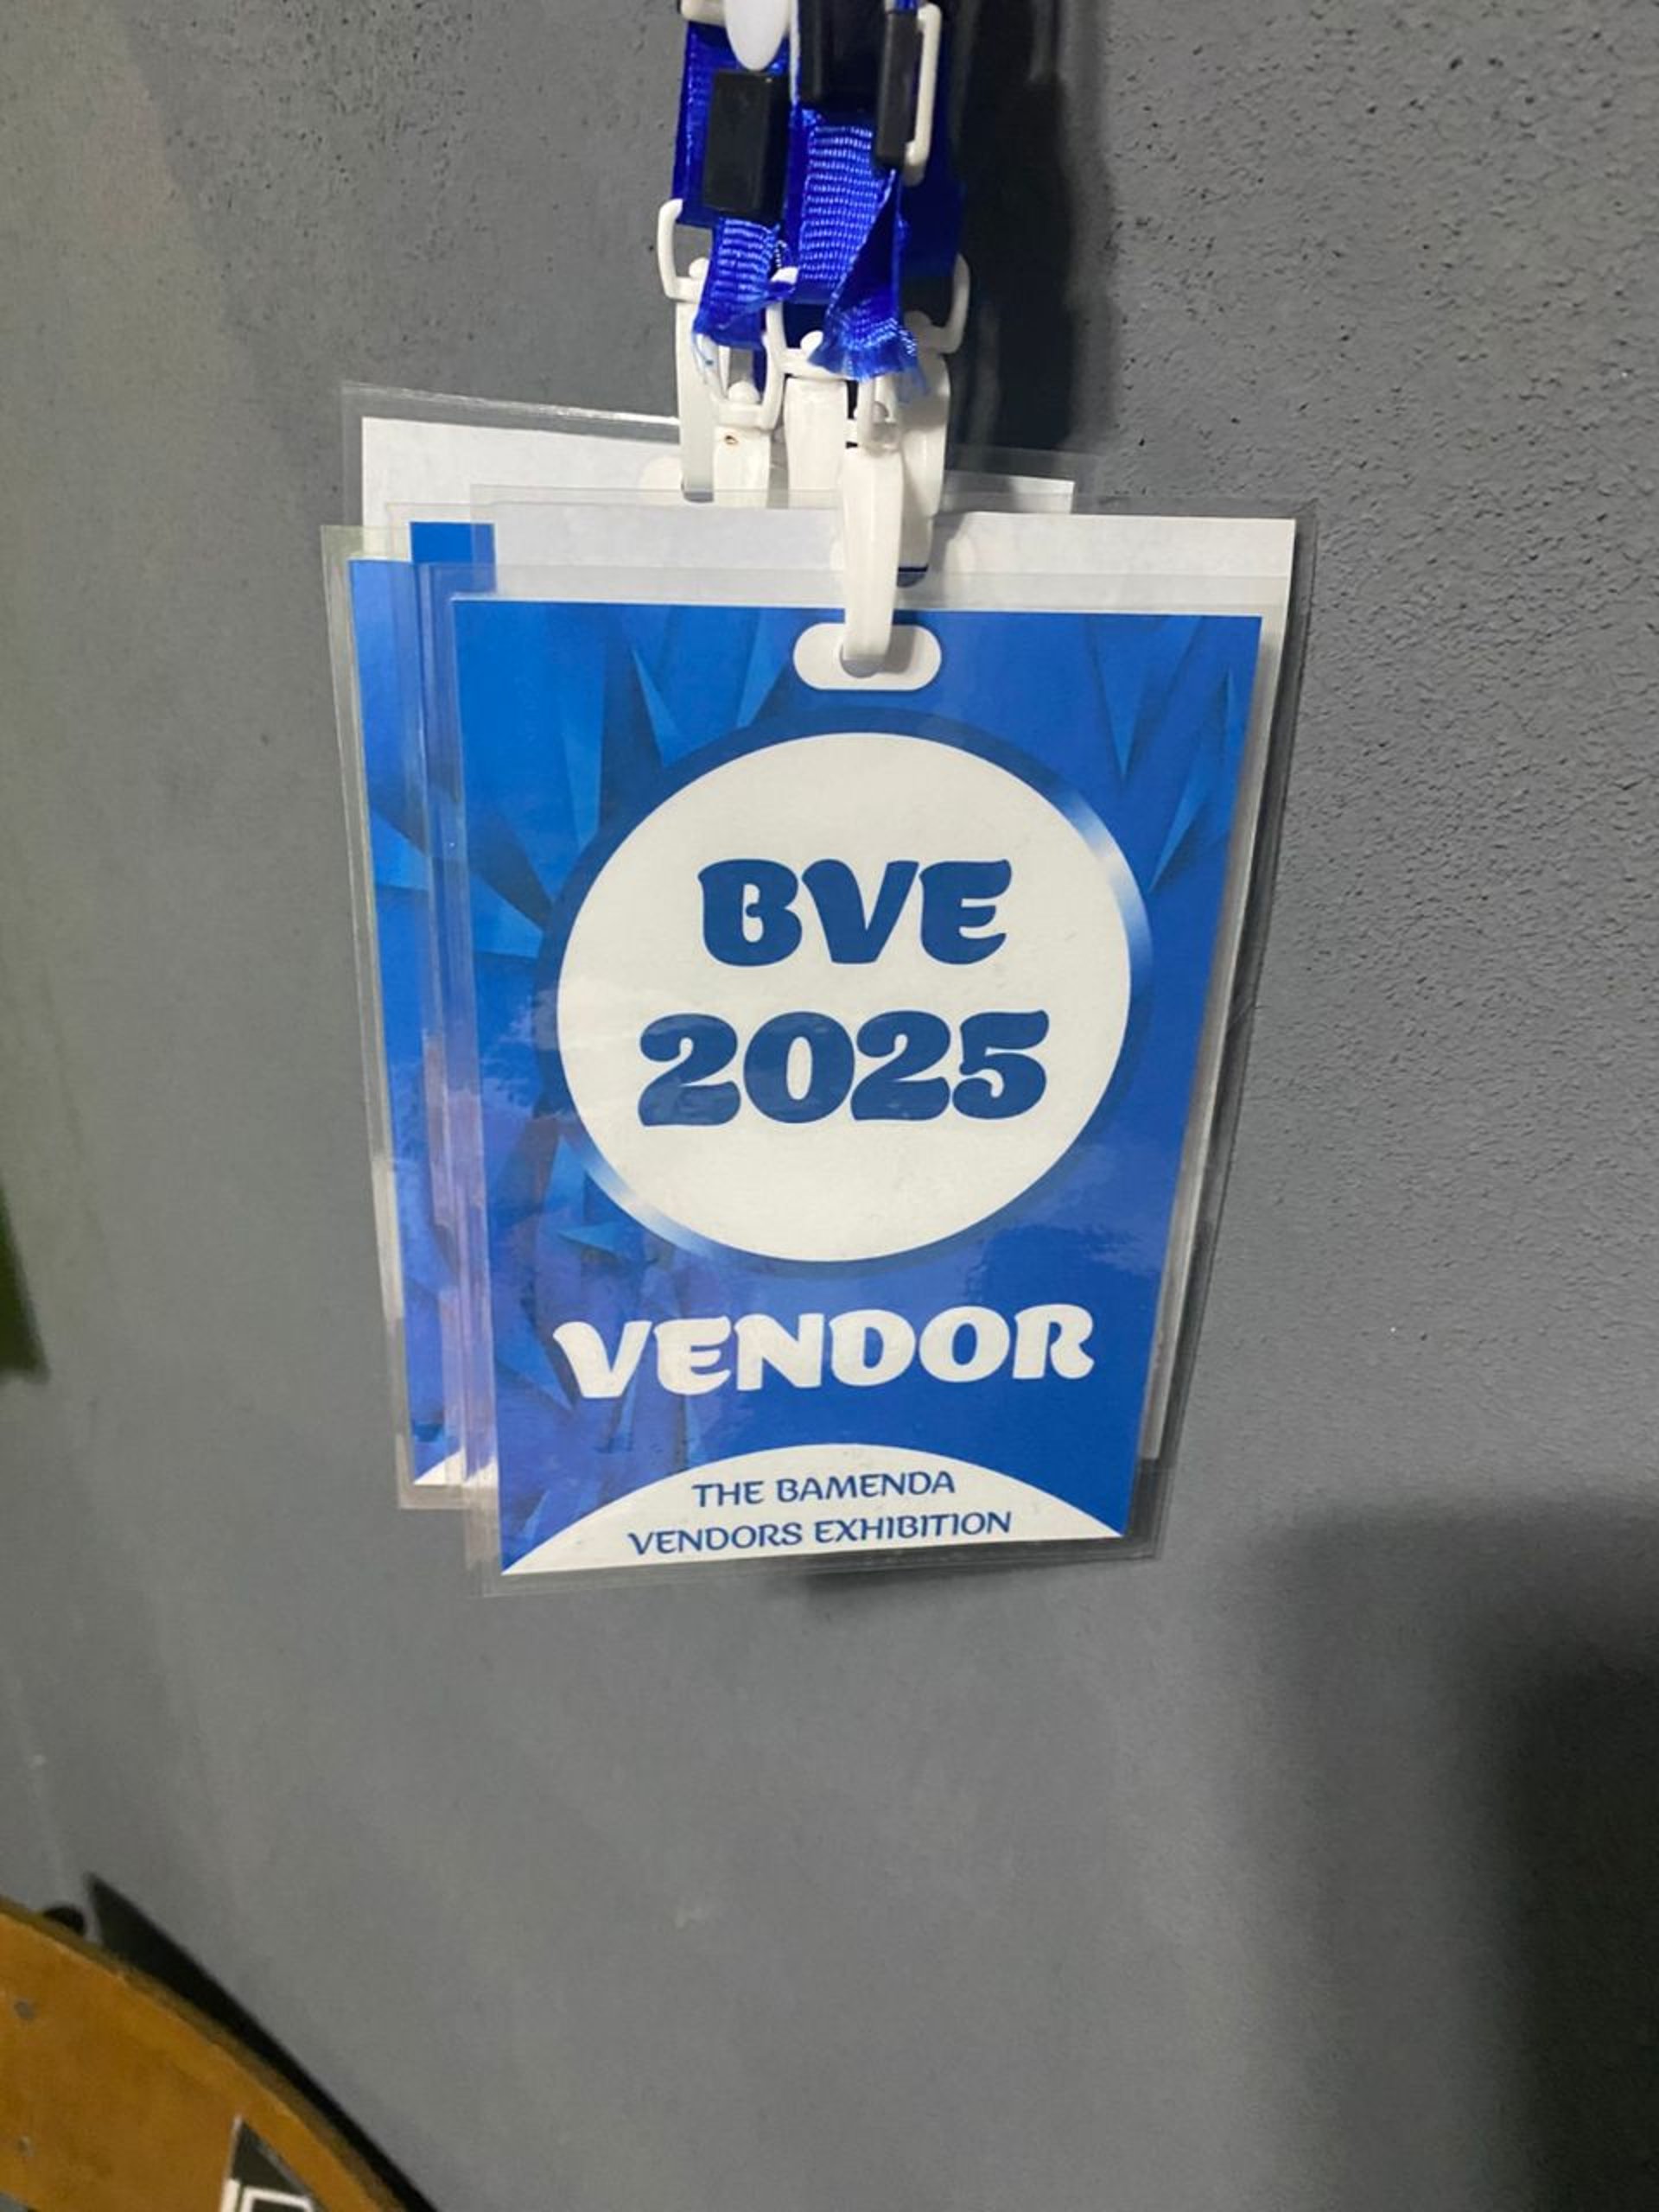 BVE
2025
VENDOR
THE BAMENDA
VENDORS EXHIBITION